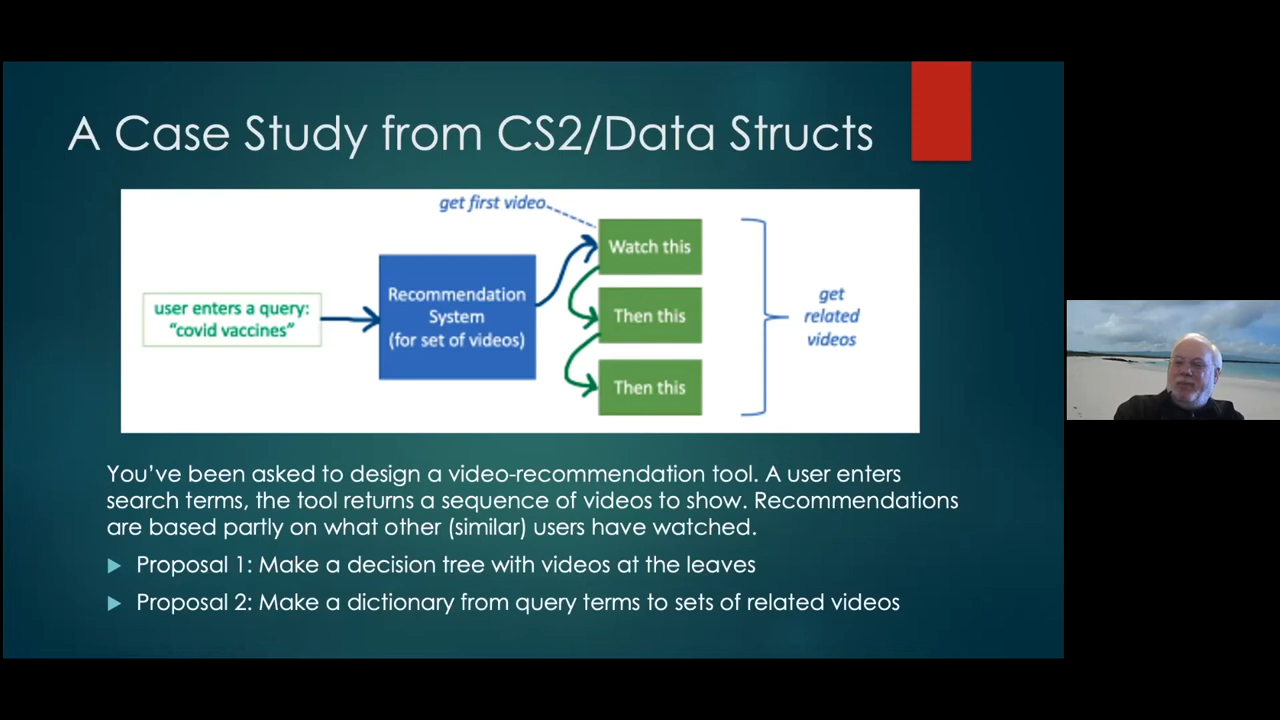 A Case Study from CS2/Data Structs
get first video
user enters a query:
"covid vaccines"
Recommendation
System
(for set of videos)
Watch this
Then this
Then this
get
related
videos
You've been asked to design a video-recommendation tool. A user enters
search terms, the tool returns a sequence of videos to show. Recommendations
are based partly on what other (similar) users have watched.
Proposal 1: Make a decision tree with videos at the leaves
Proposal 2: Make a dictionary from query terms to sets of related videos